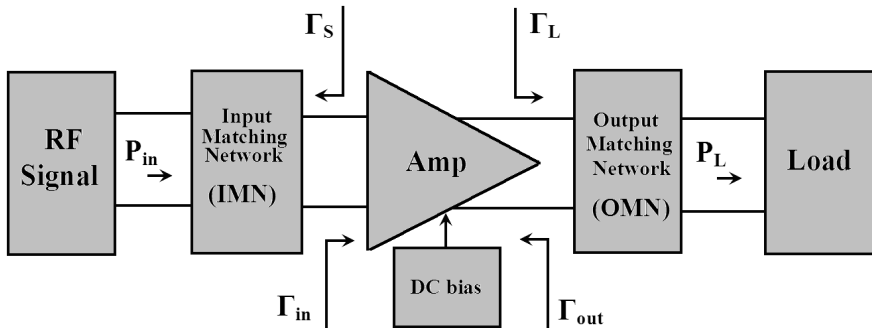 Γ_S
Γ_L
RF
Signal
P_in
Input
Matching
Network
(IMN)
Amp
Output
Matching
Network
(OMN)
P_L
Load
DC bias
Γ_in
Γ_out